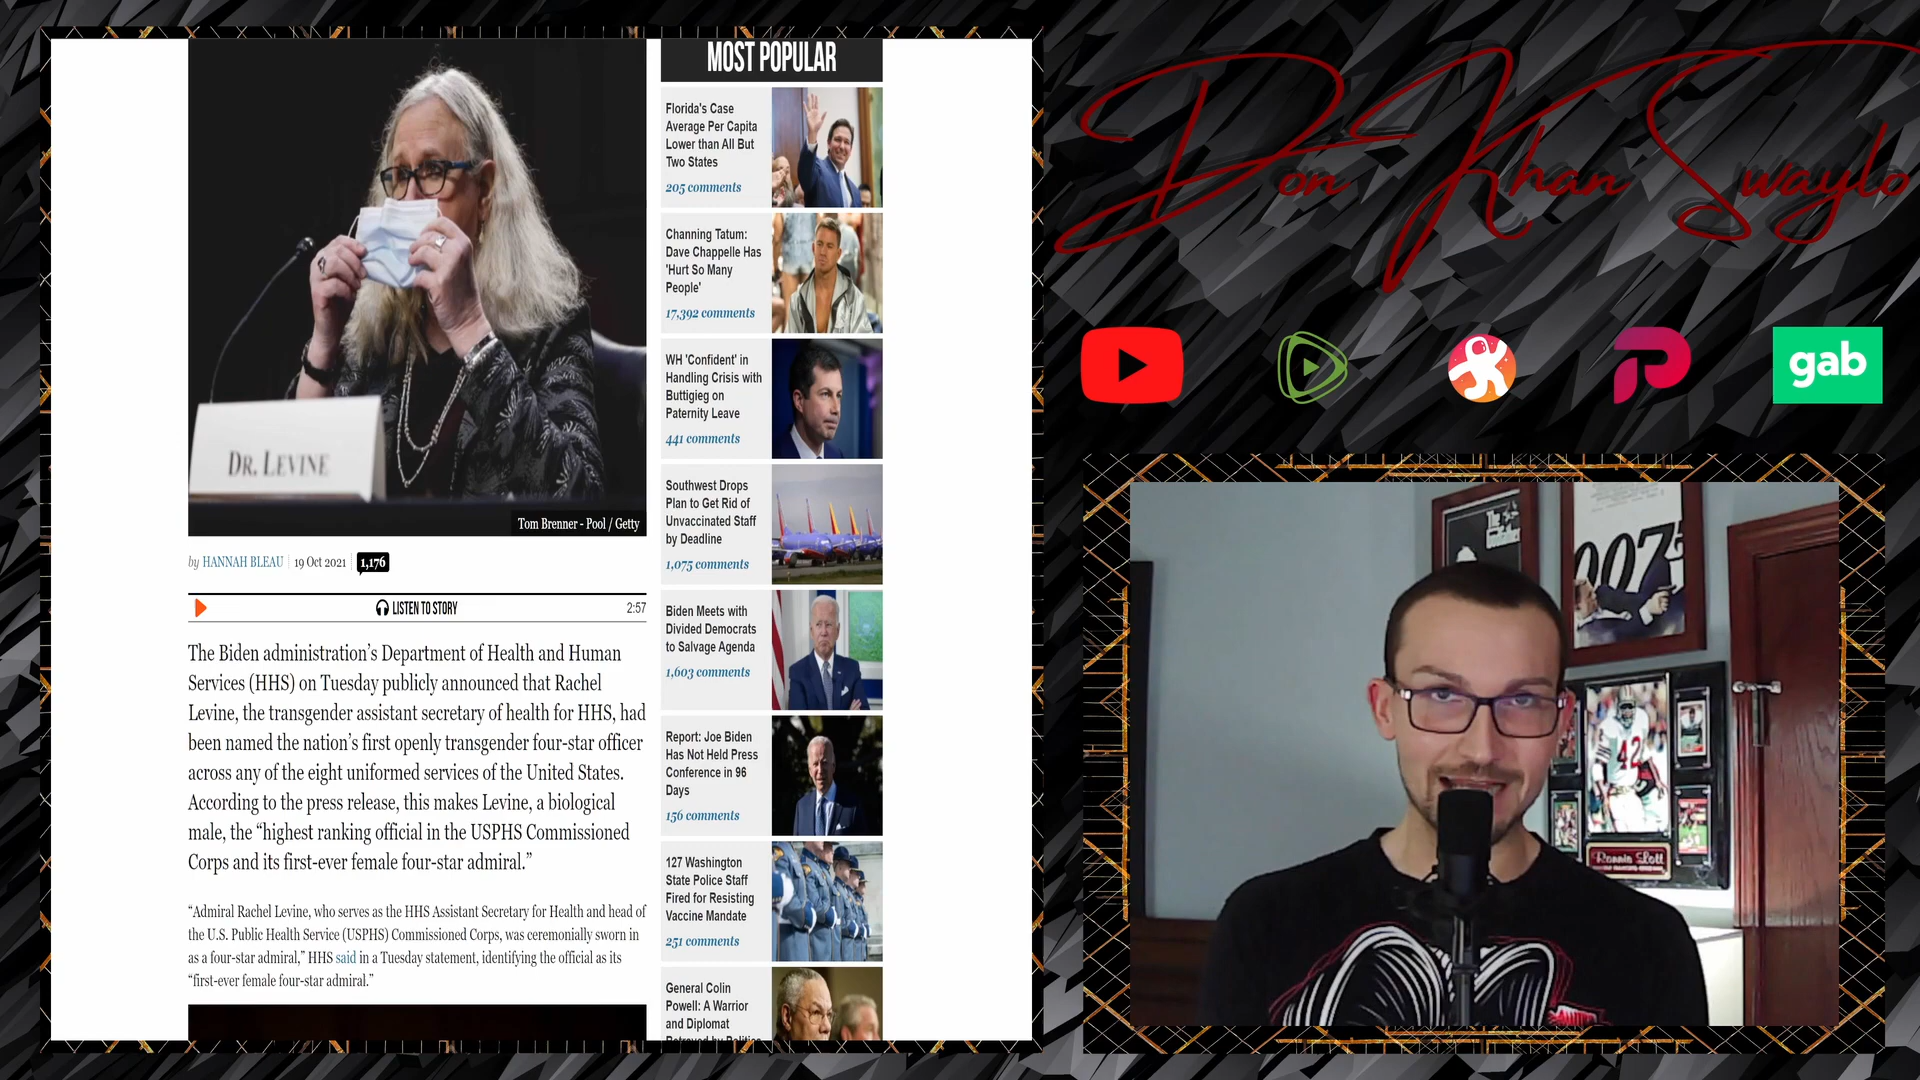 DR. LEVINE
Tom Brenner - Pool / Getty
by HANNAH BLEAU 19 Oct 2021 1,176
LISTEN TO STORY 2:57
The Biden administration’s Department of Health and Human
Services (HHS) on Tuesday publicly announced that Rachel
Levine, the transgender assistant secretary of health for HHS, had
been named the nation’s first openly transgender four-star officer
across any of the eight uniformed services of the United States.
According to the press release, this makes Levine, a biological
male, the “highest ranking official in the USPHS Commissioned
Corps and its first-ever female four-star admiral.”
“Admiral Rachel Levine, who serves as the HHS Assistant Secretary for Health and head of
the U.S. Public Health Service (USPHS) Commissioned Corps, was ceremonially sworn in
as a four-star admiral,” HHS said in a Tuesday statement, identifying the official as its
“first-ever female four-star admiral.”
MOST POPULAR
Florida's Case
Average Per Capita
Lower than All But
Two States
205 comments
Channing Tatum:
Dave Chappelle Has
'Hurt So Many
People'
17,392 comments
WH 'Confident' in
Handling Crisis with
Buttigieg on
Paternity Leave
441 comments
Southwest Drops
Plan to Get Rid of
Unvaccinated Staff
by Deadline
1,075 comments
Biden Meets with
Divided Democrats
to Salvage Agenda
1,603 comments
Report: Joe Biden
Has Not Held Press
Conference in 96
Days
156 comments
127 Washington
State Police Staff
Fired for Resisting
Vaccine Mandate
251 comments
General Colin
Powell: A Warrior
and Diplomat
Betrayed by Politics
Don Khan Swaylo
gab
The Godfather
007
42
Ronnie Lott